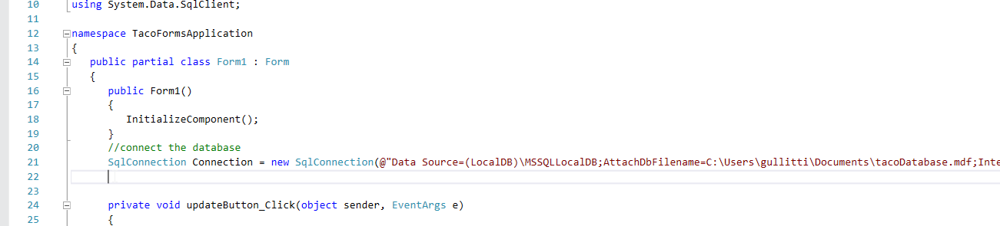 10 using System.Data.SqlClient;
11
12 namespace TacoFormsApplication
13 {
14 public partial class Form1 : Form
15 {
16 public Form1()
17 {
18 InitializeComponent();
19 }
20 //connect the database
21 SqlConnection Connection = new SqlConnection(@"Data Source=(LocalDB)\MSSQLLocalDB;AttachDbFilename=C:\Users\gullitti\Documents\tacoDatabase.mdf;Inte
22
23
24 private void updateButton_Click(object sender, EventArgs e)
25 {